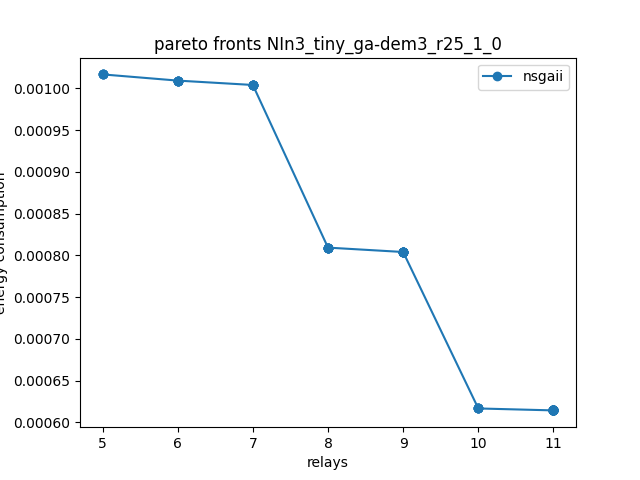 pareto fronts NIn3_tiny_ga-dem3_r25_1_0
nsgaii
0.00100
0.00095
0.00090
0.00085
0.00080
0.00075
0.00070
0.00065
0.00060
energy consumption
5 6 7 8 9 10 11
relays